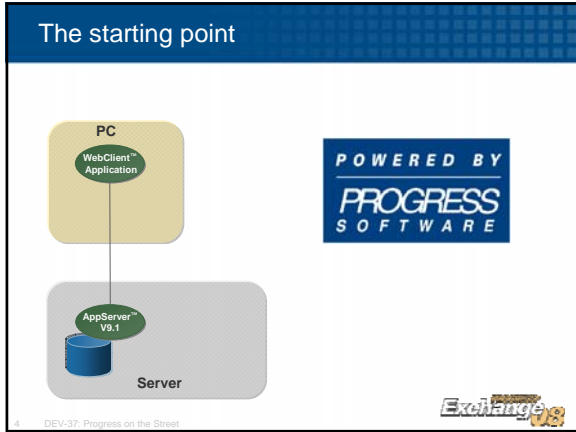 The starting point
PC
WebClient™
Application
POWERED BY
PROGRESS
SOFTWARE
AppServer™
V9.1
Server
4 DEV-37: Progress on the Street
Exchange 08